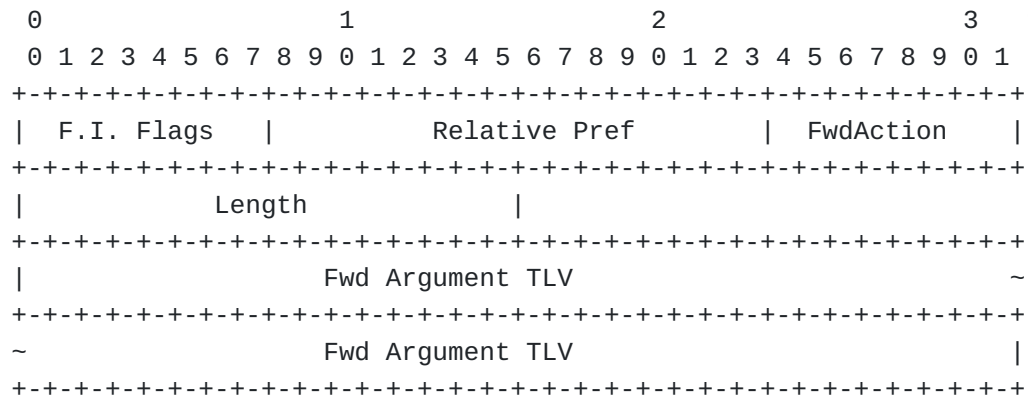 0                   1                   2                   3
 0 1 2 3 4 5 6 7 8 9 0 1 2 3 4 5 6 7 8 9 0 1 2 3 4 5 6 7 8 9 0 1
+-+-+-+-+-+-+-+-+-+-+-+-+-+-+-+-+-+-+-+-+-+-+-+-+-+-+-+-+-+-+-+-+
|  F.I. Flags   |          Relative Pref        |  FwdAction    |
+-+-+-+-+-+-+-+-+-+-+-+-+-+-+-+-+-+-+-+-+-+-+-+-+-+-+-+-+-+-+-+-+
|            Length             |
+-+-+-+-+-+-+-+-+-+-+-+-+-+-+-+-+-+-+-+-+-+-+-+-+-+-+-+-+-+-+-+-+
|                   Fwd Argument TLV                            ~
+-+-+-+-+-+-+-+-+-+-+-+-+-+-+-+-+-+-+-+-+-+-+-+-+-+-+-+-+-+-+-+-+
~                   Fwd Argument TLV                            |
+-+-+-+-+-+-+-+-+-+-+-+-+-+-+-+-+-+-+-+-+-+-+-+-+-+-+-+-+-+-+-+-+